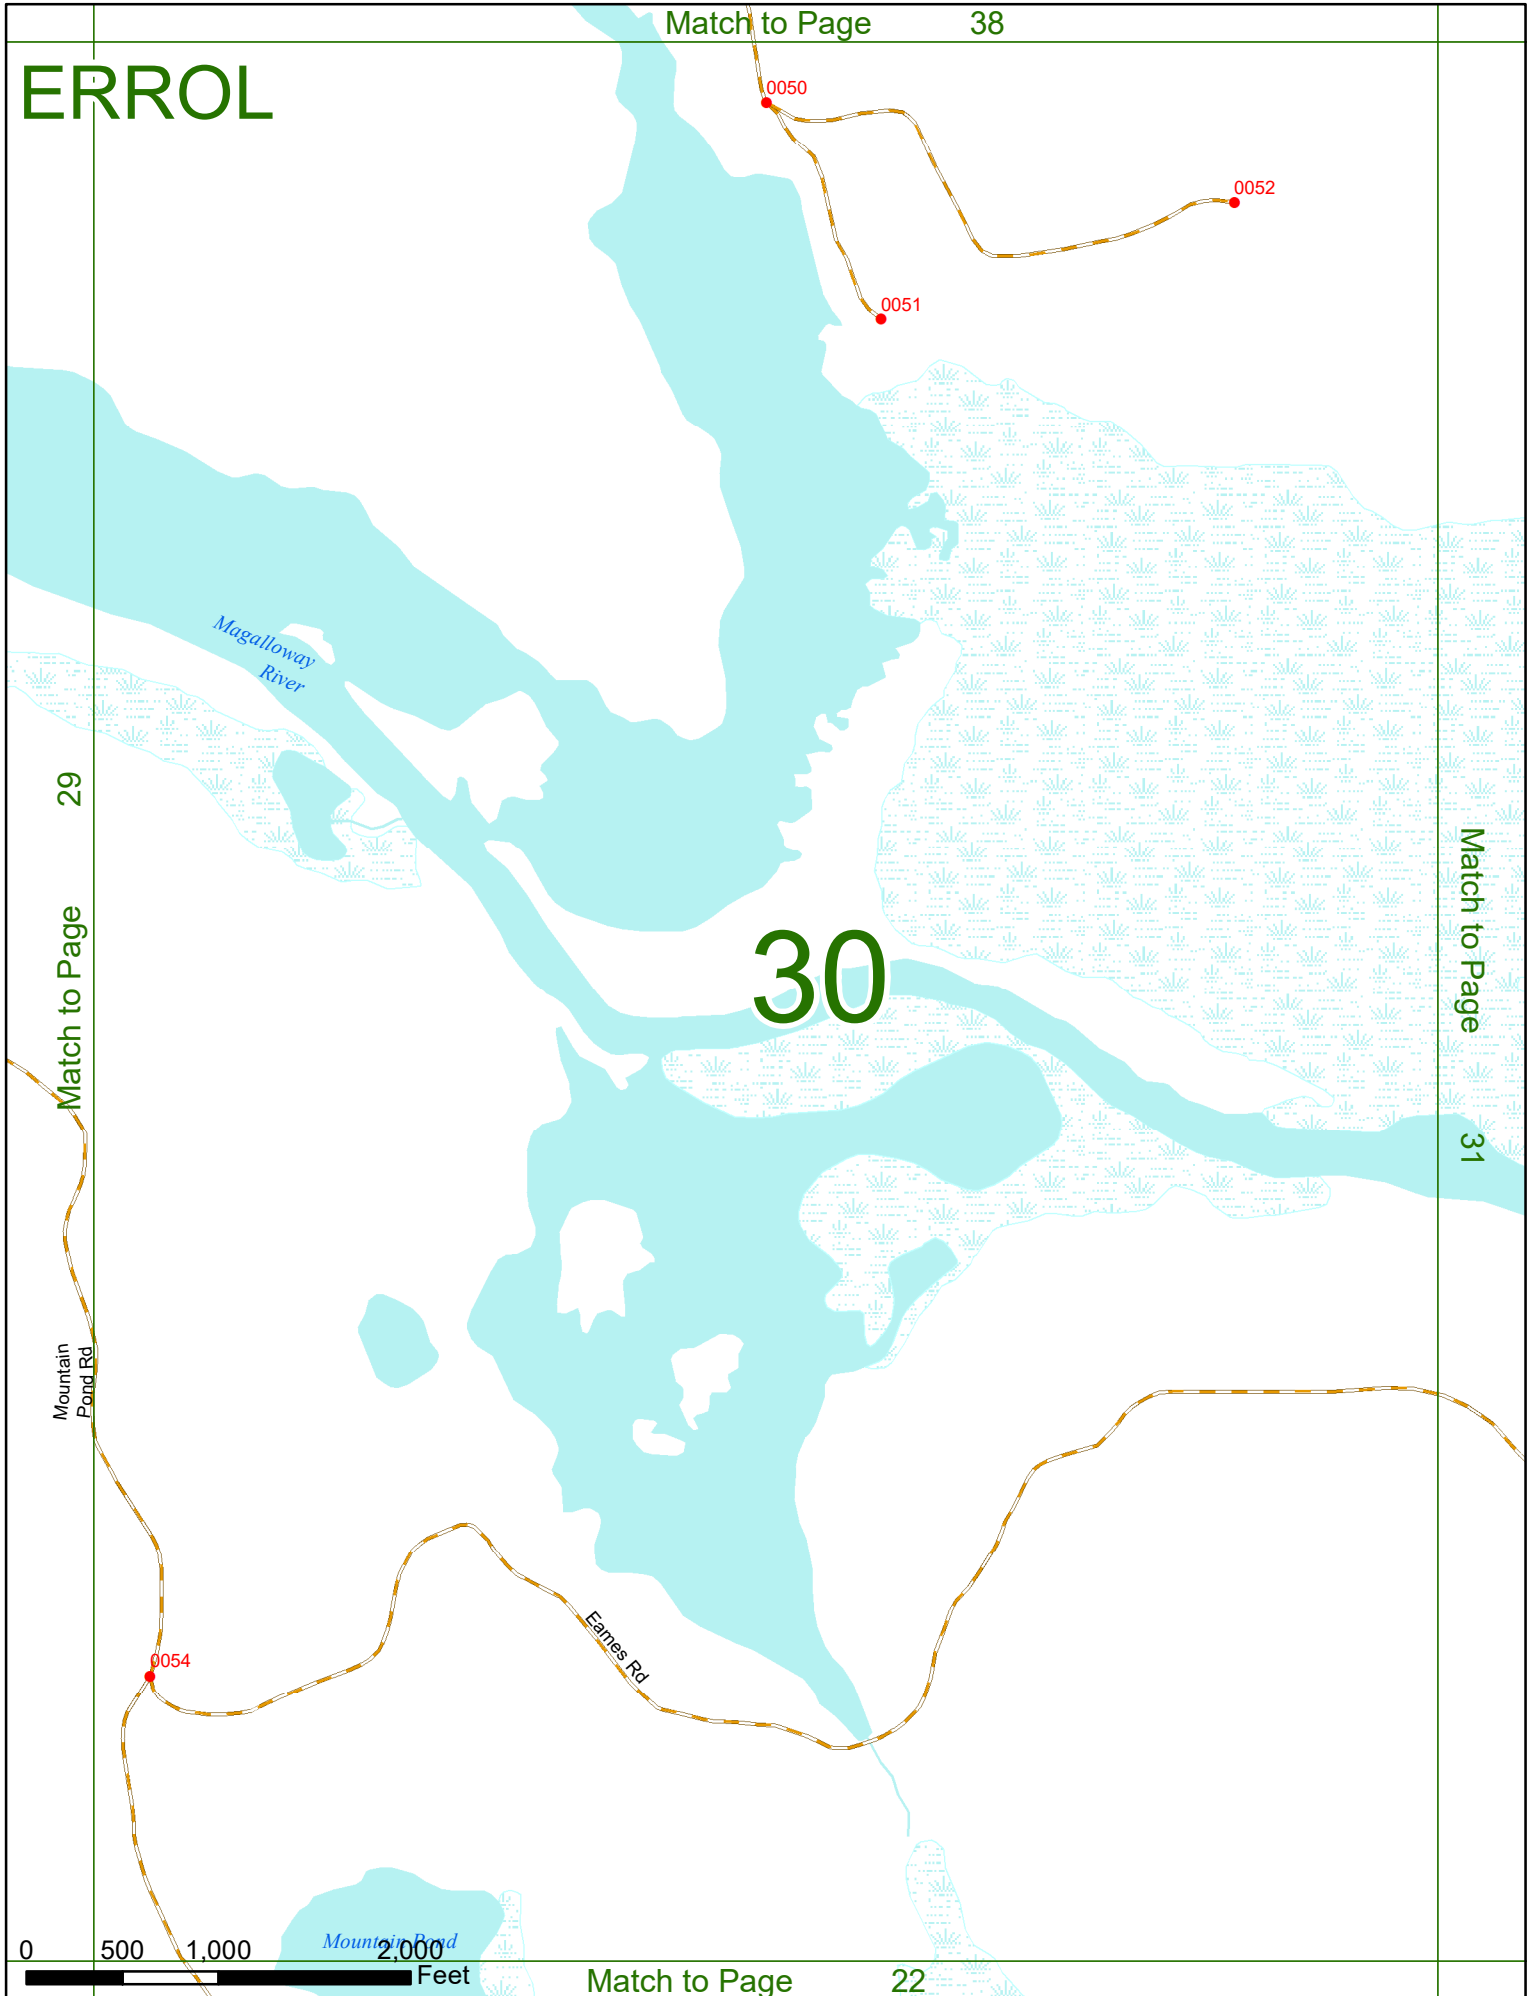 Match to Page 38
ERROL
0050
0052
0051
Magalloway
River
29
Match to Page
30
Match to Page
31
Mountain
Pond Rd
Eames Rd
0054
Mountain Pond
0 500 1,000 2,000
Feet
Match to Page 22